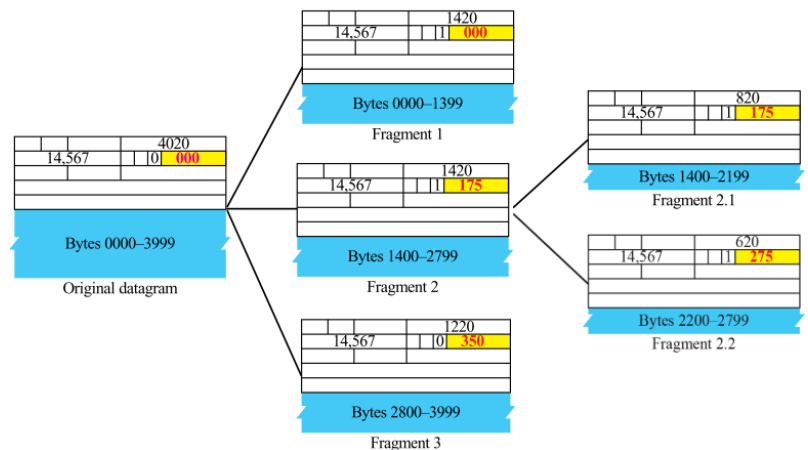 4020
14,567 0 000
Bytes 0000–3999
Original datagram
1420
14,567 1 000
Bytes 0000–1399
Fragment 1
1420
14,567 1 175
Bytes 1400–2799
Fragment 2
1220
14,567 0 350
Bytes 2800–3999
Fragment 3
820
14,567 1 175
Bytes 1400–2199
Fragment 2.1
620
14,567 1 275
Bytes 2200–2799
Fragment 2.2